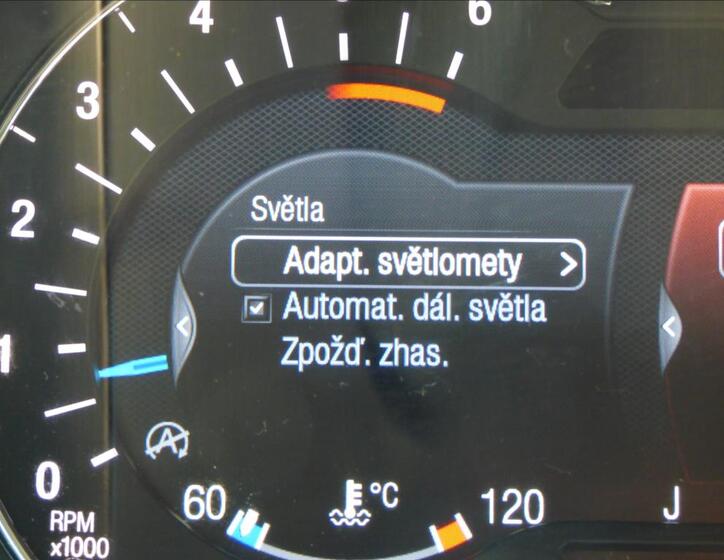 4
6
3
2
1
0
RPM
x1000
Světla
Adapt. světlomety >
Automat. dál. světla
Zpožď. zhas.
A
60 °C 120
J